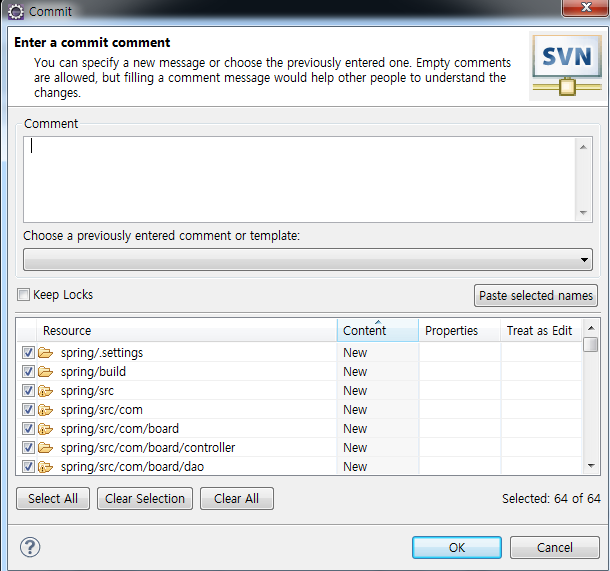 Commit
Enter a commit comment
You can specify a new message or choose the previously entered one. Empty comments
are allowed, but filling a comment message would help other people to understand the
changes.
SVN
Comment
Choose a previously entered comment or template:
Keep Locks
Paste selected names
Resource Content Properties Treat as Edit
spring/.settings New
spring/build New
spring/src New
spring/src/com New
spring/src/com/board New
spring/src/com/board/controller New
spring/src/com/board/dao New
Select All Clear Selection Clear All Selected: 64 of 64
? OK Cancel